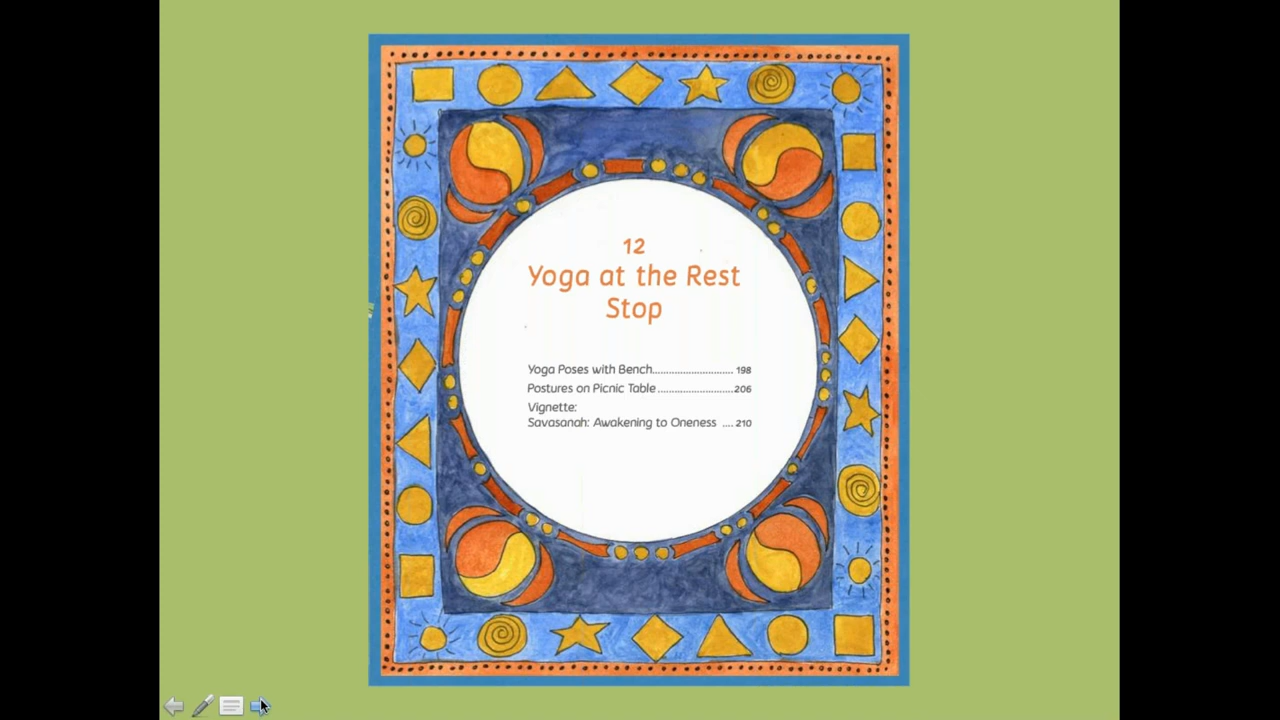 12
Yoga at the Rest
Stop
Yoga Poses with Bench............................ 198
Postures on Picnic Table...........................206
Vignette:
Savasanah: Awakening to Oneness .... 210